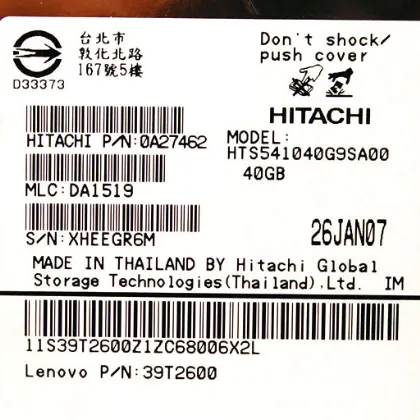 台北市
敦化北路
167號5樓
D33373
Don't shock/
push cover
HITACHI
HITACHI P/N:0A27462
MODEL:
HTS541040G9SA00
40GB
MLC:DA1519
S/N:XHEEGR6M
26JAN07
MADE IN THAILAND BY Hitachi Global
Storage Technologies(Thailand),Ltd. IM
11S39T2600Z1ZC68006X2L
Lenovo P/N:39T2600